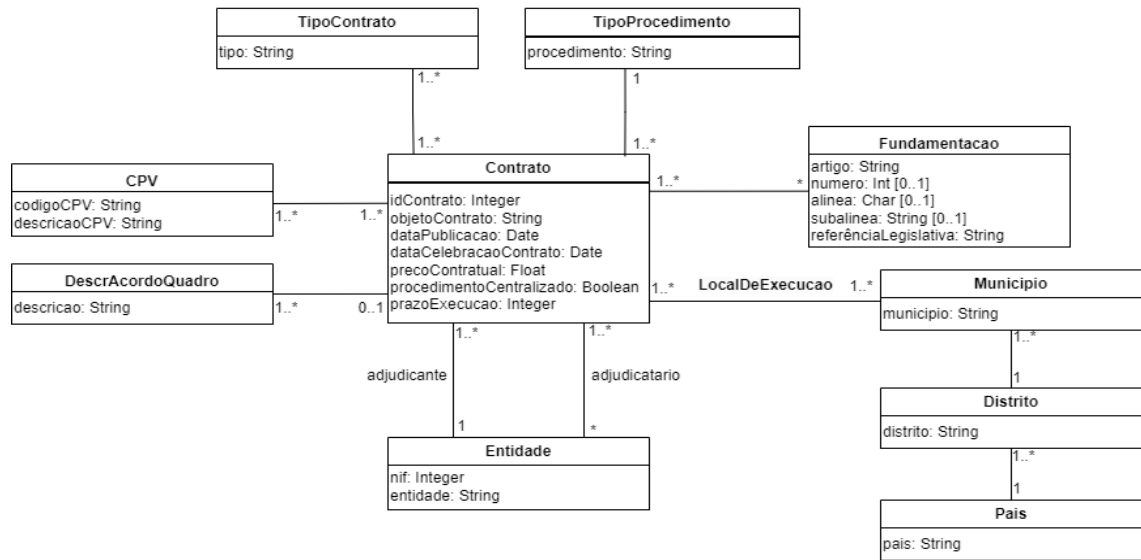 TipoContrato
tipo: String
1..*
1..*
TipoProcedimento
procedimento: String
1
1..*
Fundamentacao
artigo: String
numero: Int [0..1]
alinea: Char [0..1]
subalinea: String [0..1]
referênciaLegislativa: String
CPV
codigoCPV: String
descricaoCPV: String
1..*
1..*
Contrato
idContrato: Integer
objetoContrato: String
dataPublicacao: Date
dataCelebracaoContrato: Date
precoContratual: Float
procedimentoCentralizado: Boolean
prazoExecucao: Integer
1..*
*
DescrAcordoQuadro
descricao: String
1..*
0..1
1..*
LocalDeExecucao
1..*
Municipio
municipio: String
1..*
1
Distrito
distrito: String
1..*
1
Pais
pais: String
1..*
adjudicante
1
1..*
adjudicatario
*
Entidade
nif: Integer
entidade: String